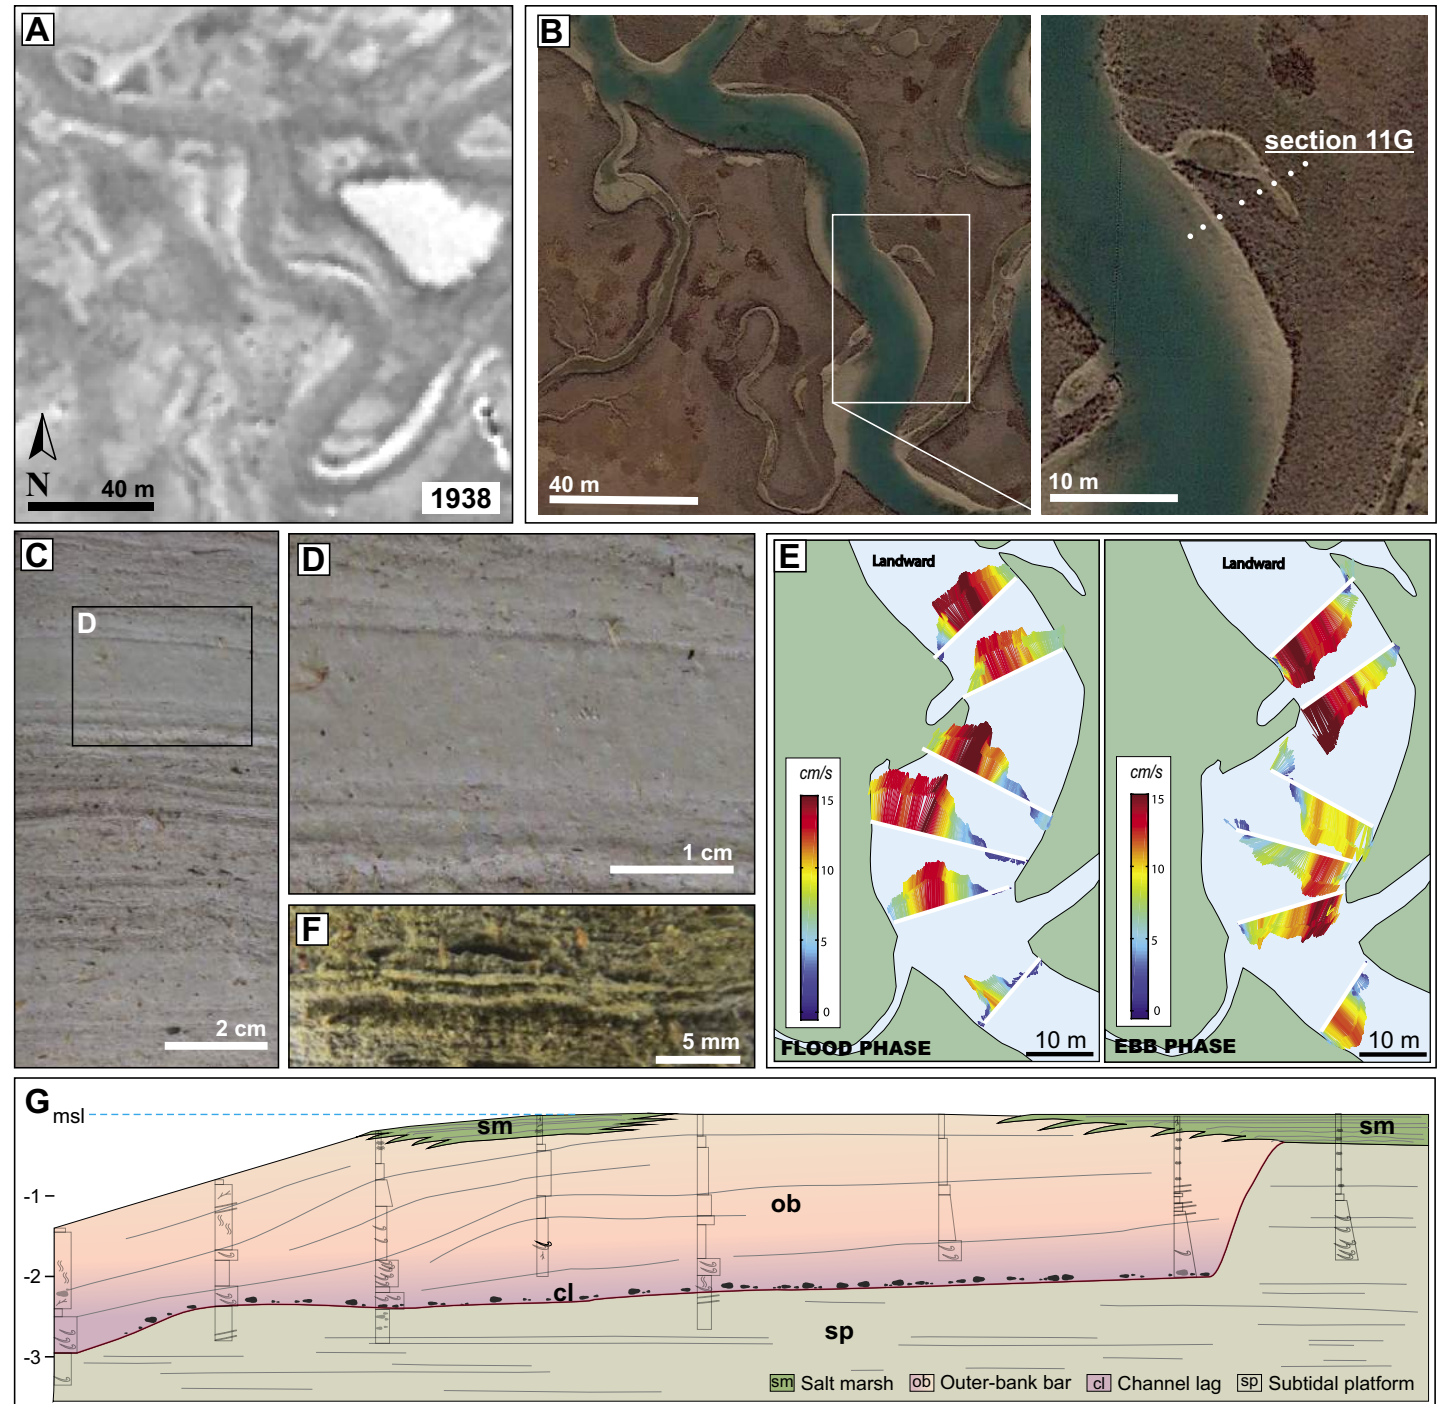 A
N
40 m
1938
B
40 m
section 11G
10 m
C
D
2 cm
D
1 cm
F
5 mm
E
Landward
cm/s
15
10
5
0
FLOOD PHASE
10 m
Landward
cm/s
15
10
5
0
EBB PHASE
10 m
G
msl
-1
-2
-3
sm
sm
ob
cl
sp
sm Salt marsh
ob Outer-bank bar
cl Channel lag
sp Subtidal platform